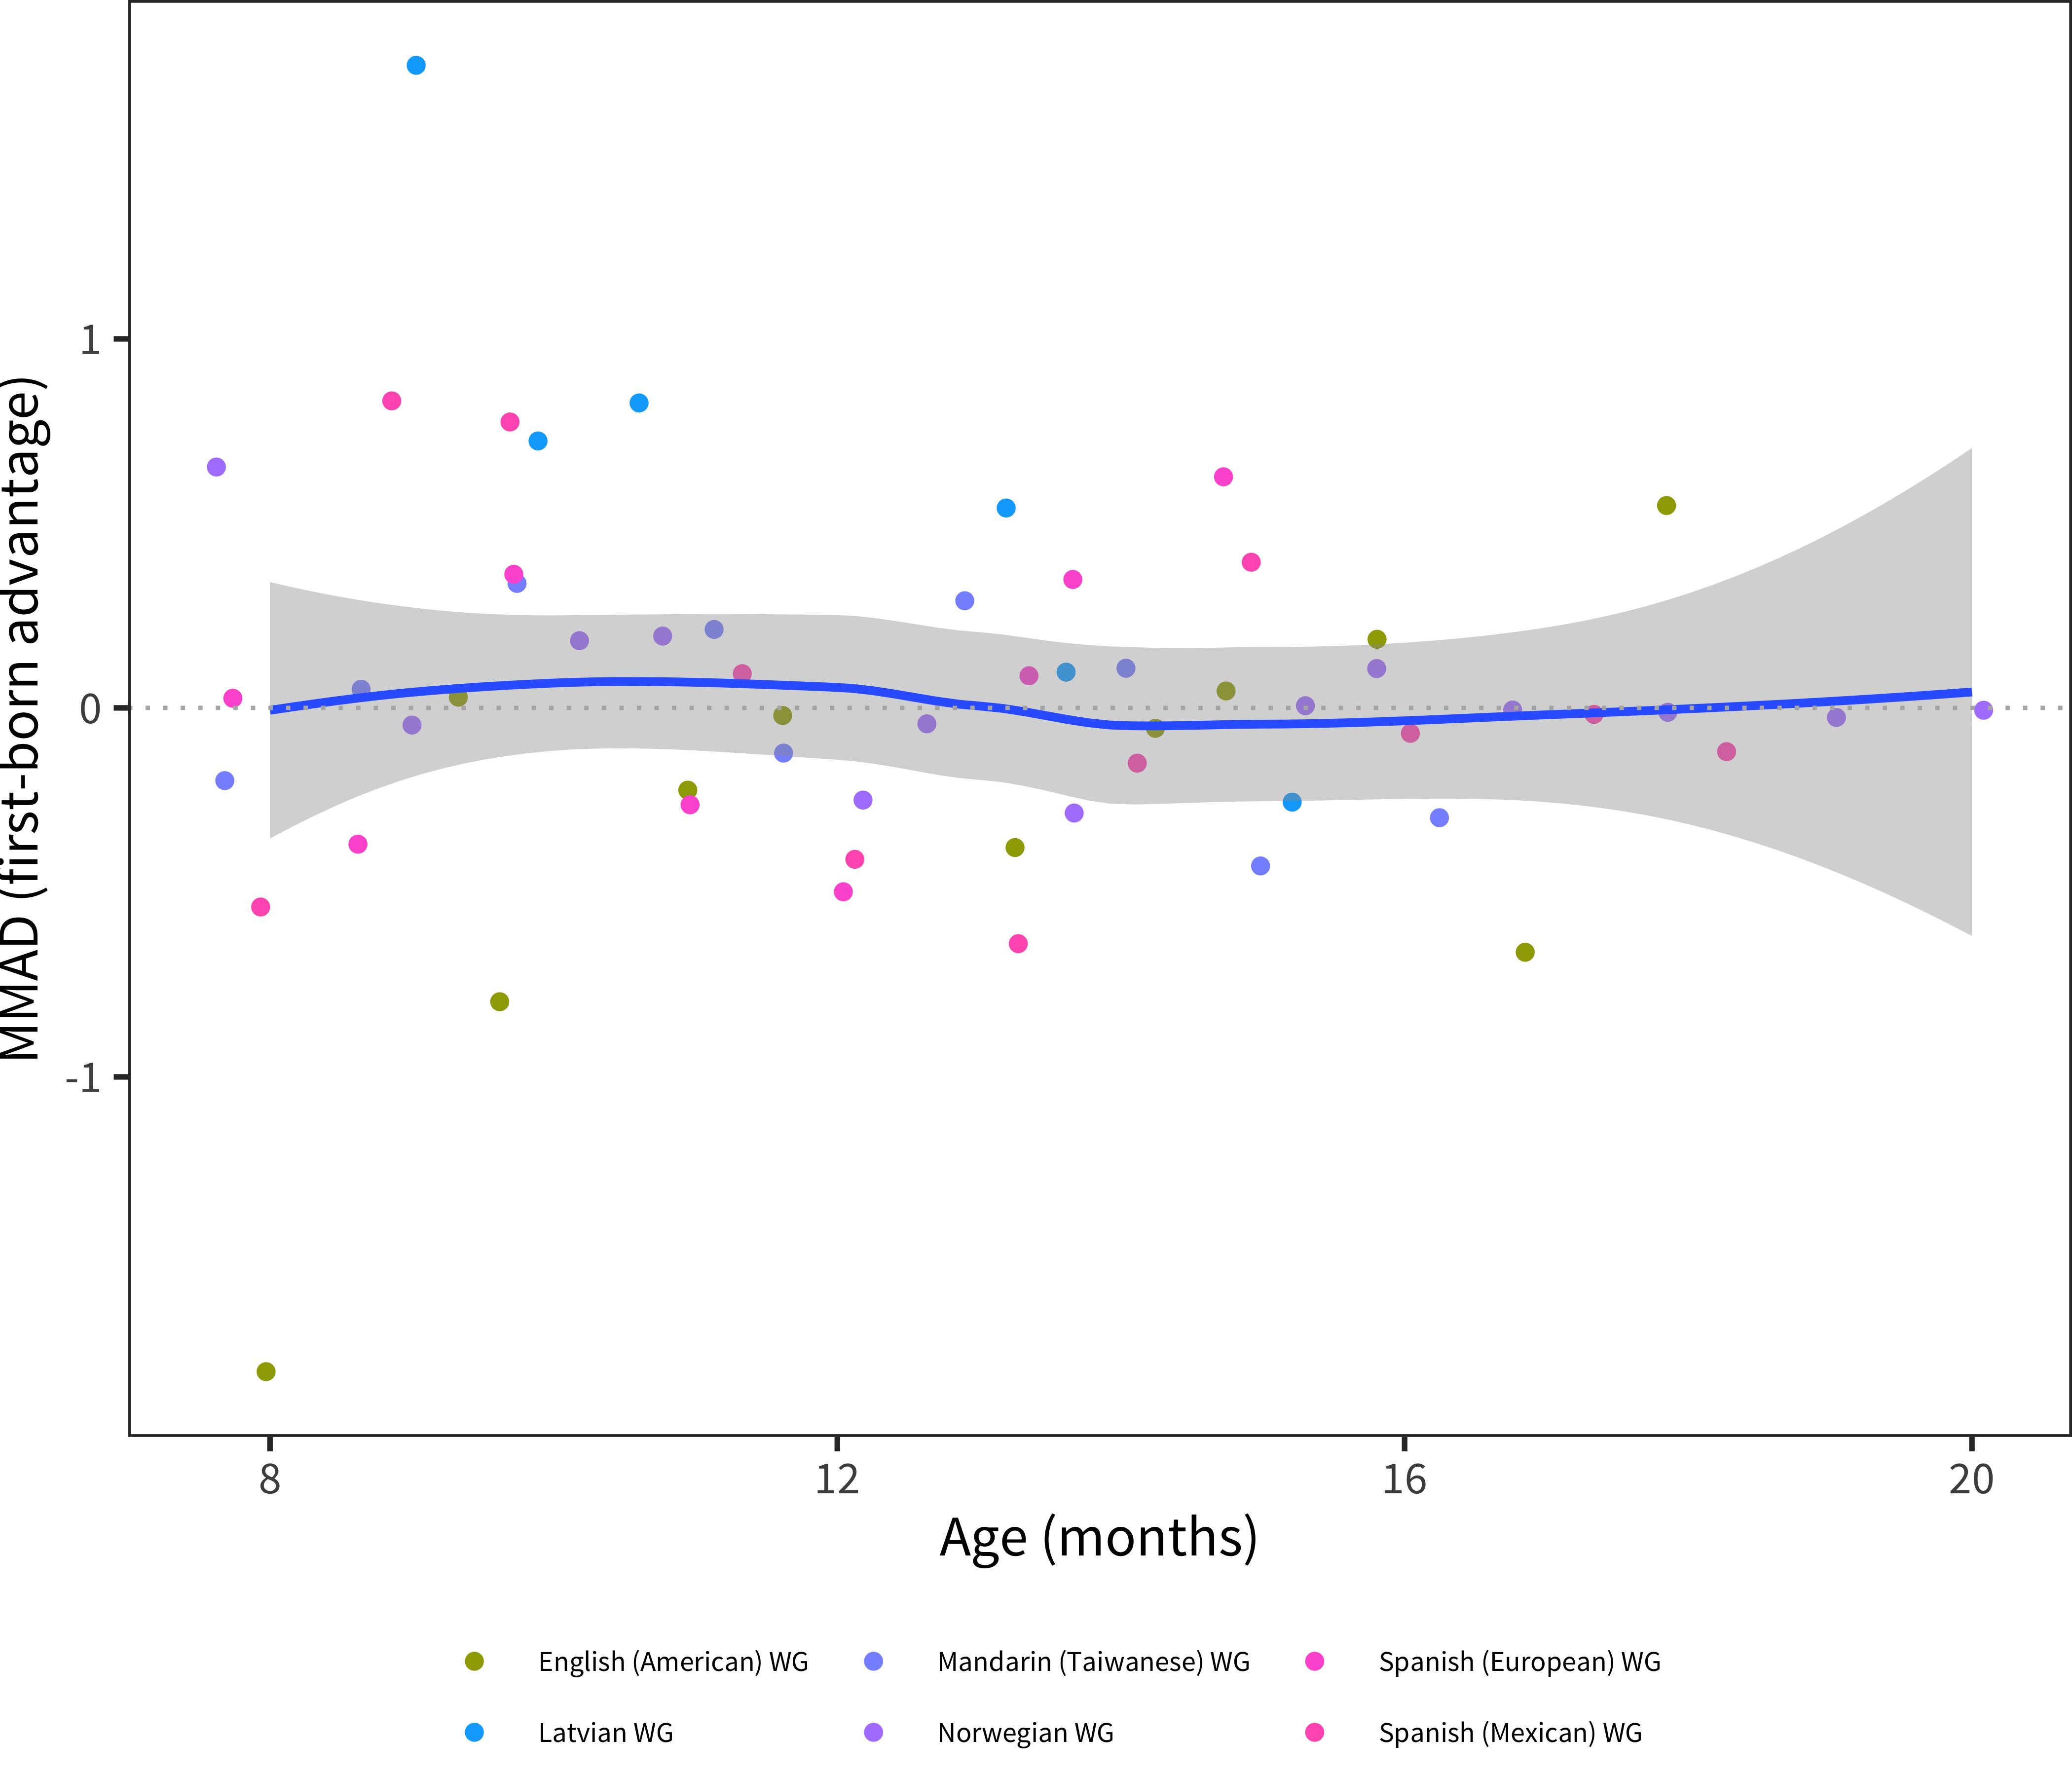 MMAD (first-born advantage)
1
0
-1
8 12 16 20
Age (months)
English (American) WG Mandarin (Taiwanese) WG Spanish (European) WG
Latvian WG Norwegian WG Spanish (Mexican) WG